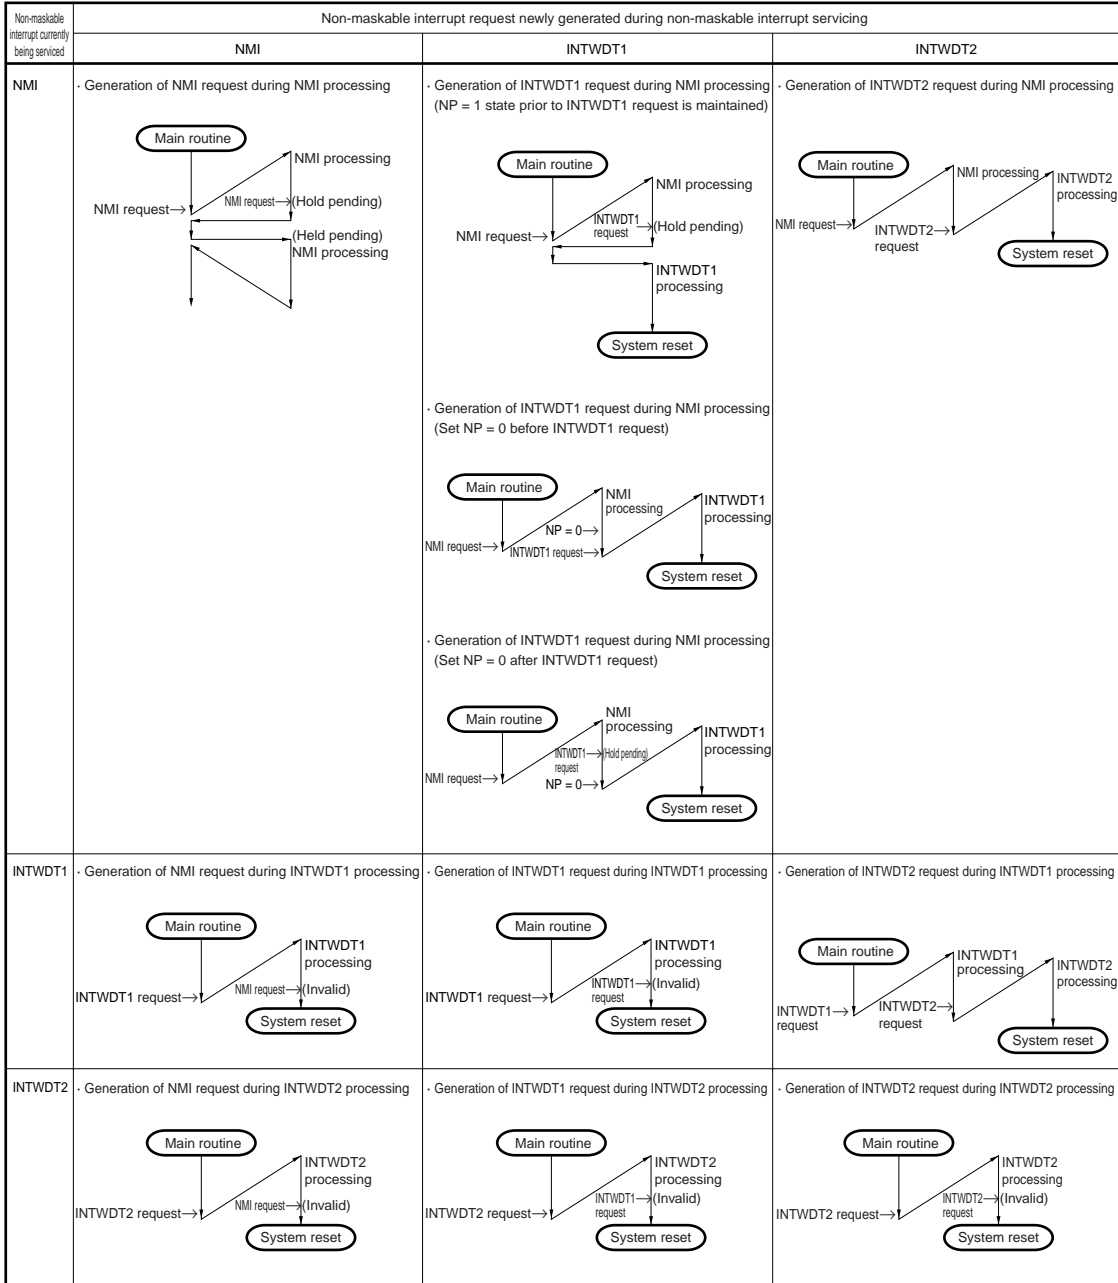 Non-maskable
interrupt currently
being serviced
Non-maskable interrupt request newly generated during non-maskable interrupt servicing
NMI
INTWDT1
INTWDT2
NMI
· Generation of NMI request during NMI processing
Main routine
NMI processing
NMI request→
NMI request→(Hold pending)
(Held pending)
NMI processing
· Generation of INTWDT1 request during NMI processing
(NP = 1 state prior to INTWDT1 request is maintained)
Main routine
NMI processing
NMI request→
INTWDT1
request →(Hold pending)
INTWDT1
processing
System reset
· Generation of INTWDT1 request during NMI processing
(Set NP = 0 before INTWDT1 request)
Main routine
NMI
processing
INTWDT1
processing
NP = 0→
NMI request→
INTWDT1 request→
System reset
· Generation of INTWDT1 request during NMI processing
(Set NP = 0 after INTWDT1 request)
Main routine
NMI
processing
INTWDT1
processing
INTWDT1→(Hold pending)
request
NMI request→
NP = 0→
System reset
· Generation of INTWDT2 request during NMI processing
Main routine
NMI processing
INTWDT2
processing
NMI request→
INTWDT2→
request
System reset
INTWDT1
· Generation of NMI request during INTWDT1 processing
Main routine
INTWDT1
processing
INTWDT1 request→
NMI request→(Invalid)
System reset
· Generation of INTWDT1 request during INTWDT1 processing
Main routine
INTWDT1
processing
INTWDT1 request→
INTWDT1→(Invalid)
request
System reset
· Generation of INTWDT2 request during INTWDT1 processing
Main routine
INTWDT1
processing
INTWDT2
processing
INTWDT1→
request
INTWDT2→
request
System reset
INTWDT2
· Generation of NMI request during INTWDT2 processing
Main routine
INTWDT2
processing
INTWDT2 request→
NMI request→(Invalid)
System reset
· Generation of INTWDT1 request during INTWDT2 processing
Main routine
INTWDT2
processing
INTWDT2 request→
INTWDT1→(Invalid)
request
System reset
· Generation of INTWDT2 request during INTWDT2 processing
Main routine
INTWDT2
processing
INTWDT2 request→
INTWDT2→(Invalid)
request
System reset